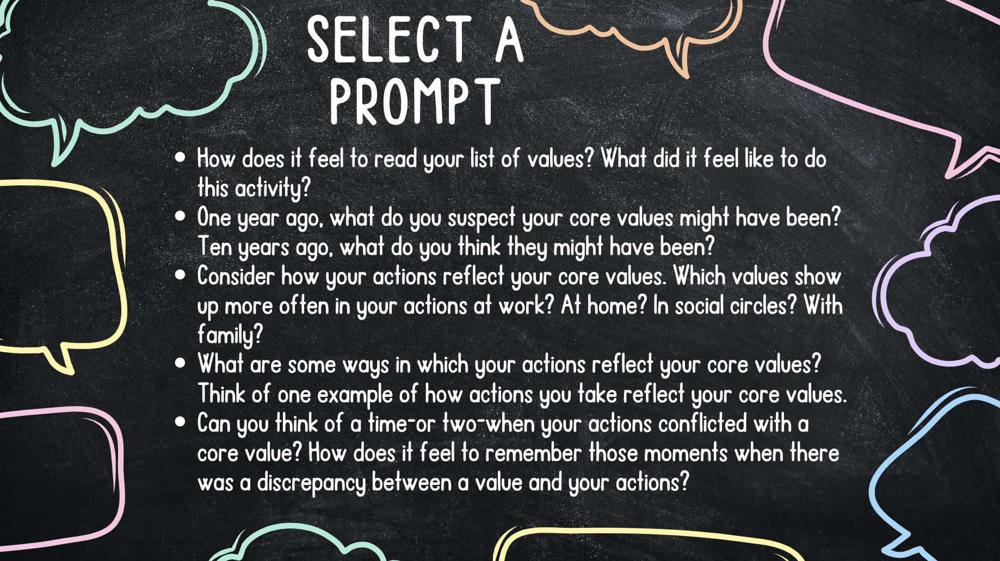 SELECT A
PROMPT
• How does it feel to read your list of values? What did it feel like to do
this activity?
• One year ago, what do you suspect your core values might have been?
Ten years ago, what do you think they might have been?
• Consider how your actions reflect your core values. Which values show
up more often in your actions at work? At home? In social circles? With
family?
• What are some ways in which your actions reflect your core values?
Think of one example of how actions you take reflect your core values.
• Can you think of a time-or two-when your actions conflicted with a
core value? How does it feel to remember those moments when there
was a discrepancy between a value and your actions?